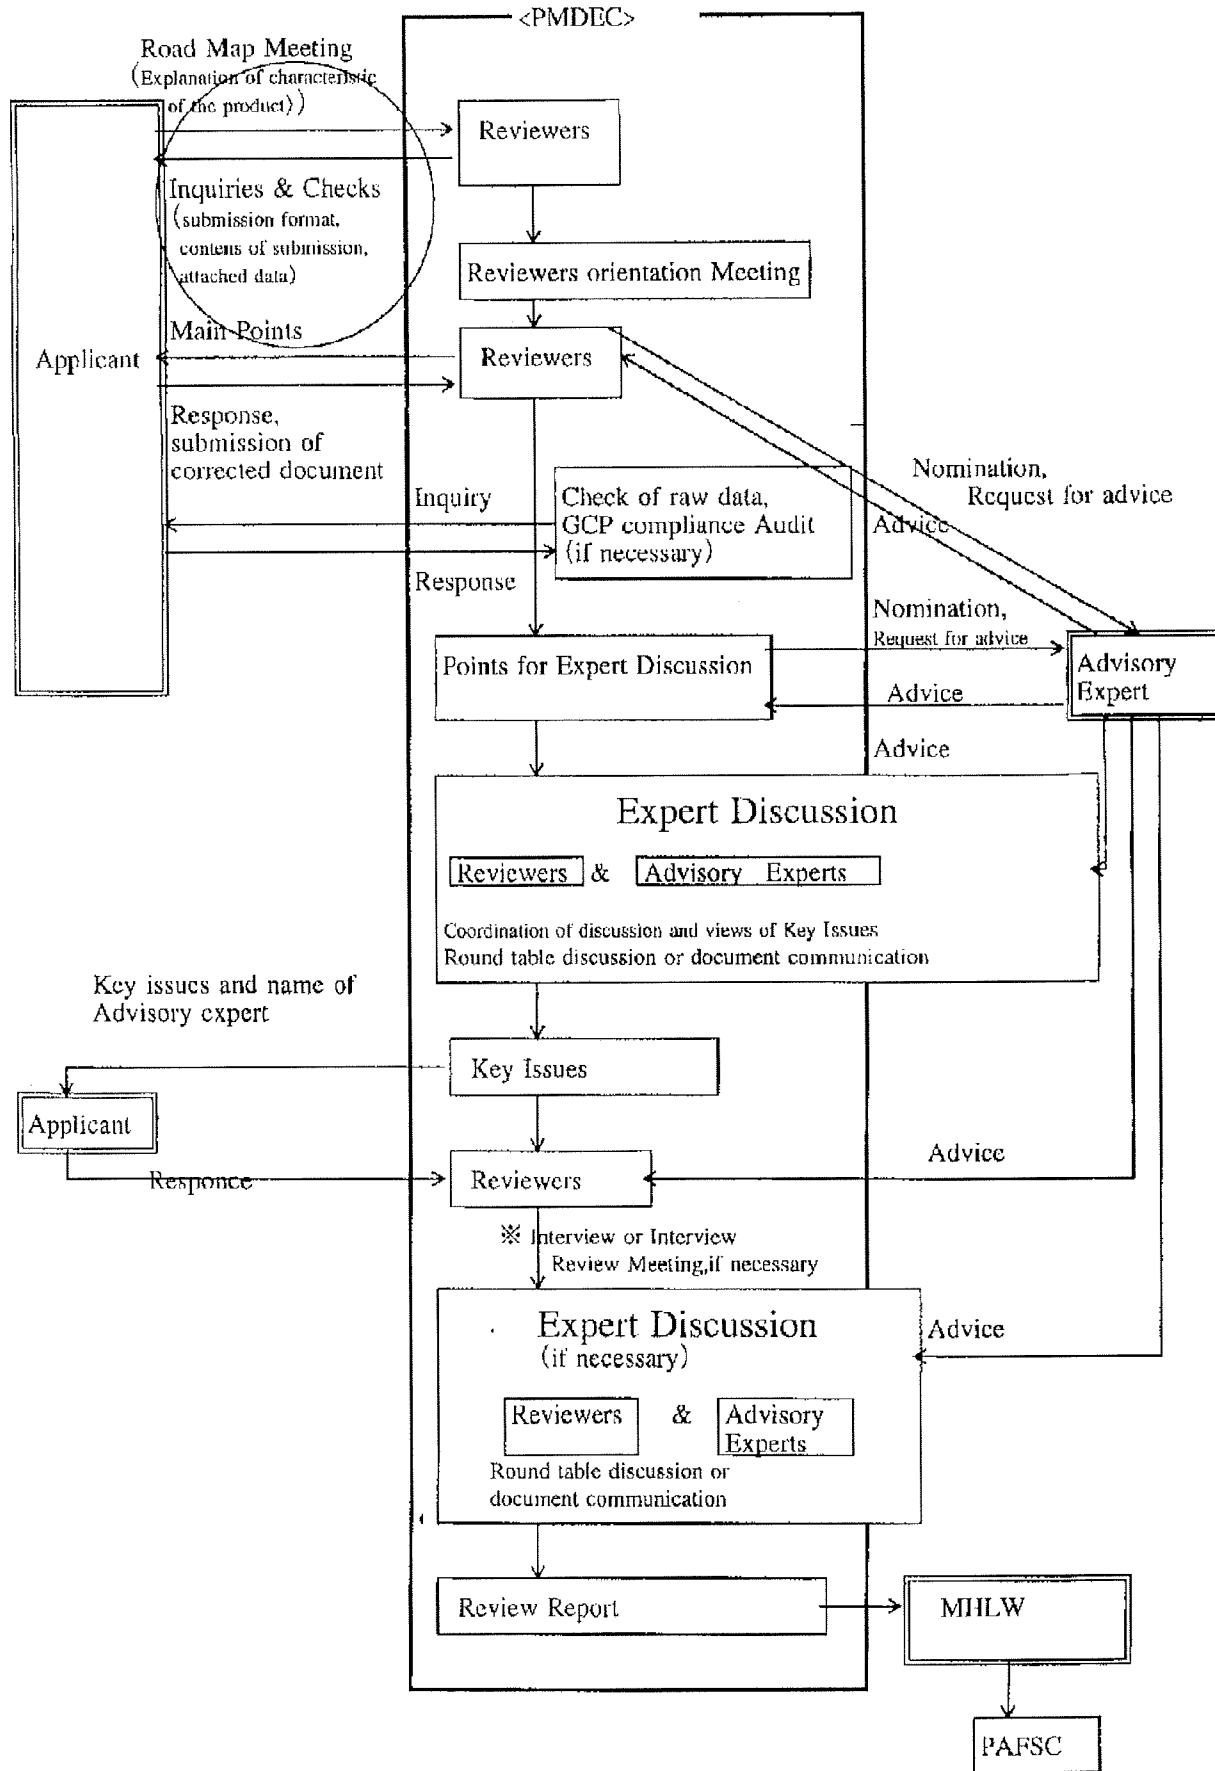 <PMDEC>
Road Map Meeting
(Explanation of characteristic
of the product))
Reviewers
Inquiries & Checks
(submission format,
contens of submission,
attached data)
Reviewers orientation Meeting
Main Points
Applicant
Reviewers
Response,
submission of
corrected document
Nomination,
Request for advice
Inquiry
Check of raw data,
GCP compliance Audit
(if necessary)
Advice
Response
Nomination,
Request for advice
Points for Expert Discussion
Advisory
Expert
Advice
Advice
Expert Discussion
Reviewers & Advisory Experts
Coordination of discussion and views of Key Issues
Round table discussion or document communication
Key issues and name of
Advisory expert
Key Issues
Applicant
Advice
Responce
Reviewers
※ Interview or Interview
Review Meeting,if necessary
Expert Discussion
(if necessary)
Advice
Reviewers & Advisory
Experts
Round table discussion or
document communication
Review Report
MHLW
PAFSC